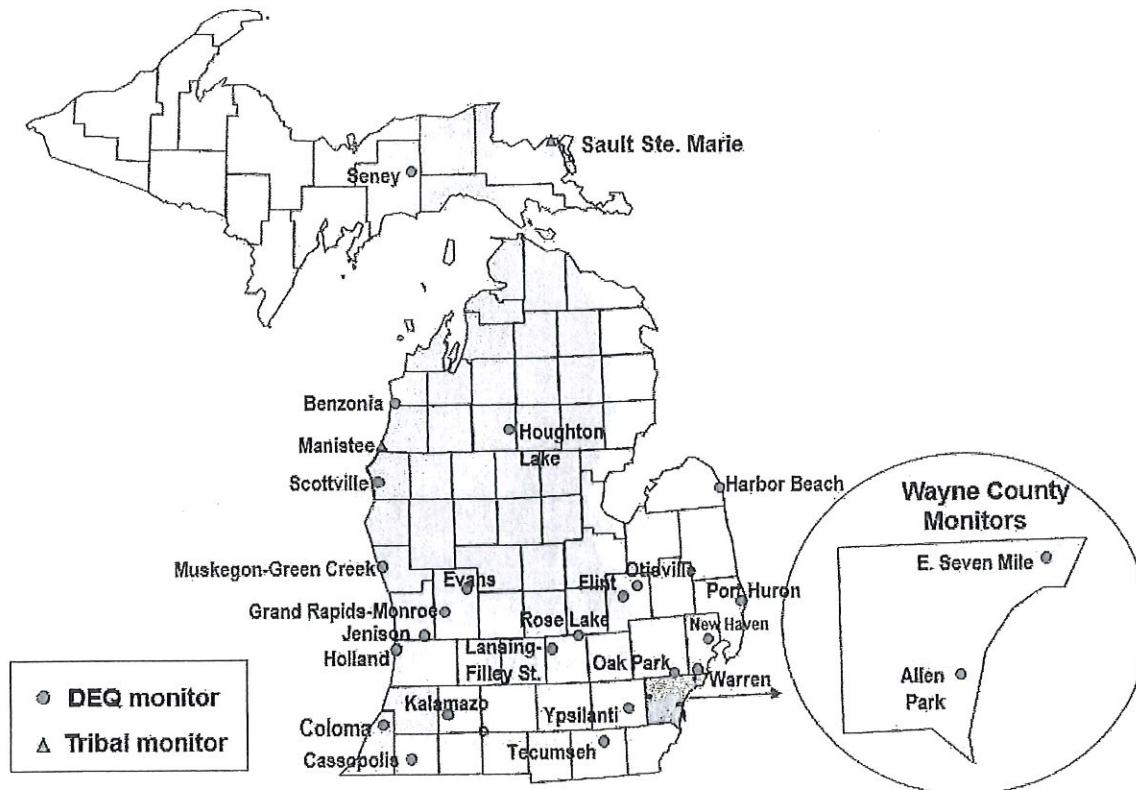 Sault Ste. Marie
Seney
Benzonia
Houghton
Lake
Manistee
Scottville
Harbor Beach
Wayne County
Monitors
E. Seven Mile
Allen
Park
Muskegon-Green Creek
Evans
Otisville
Flint
Port Huron
Grand Rapids-Monroe
Rose Lake
New Haven
Jenison
Holland
Lansing-
Filley St.
Oak Park
Warren
Kalamazo
Ypsilanti
Coloma
Tecumseh
Cassopolis
DEQ monitor
Tribal monitor